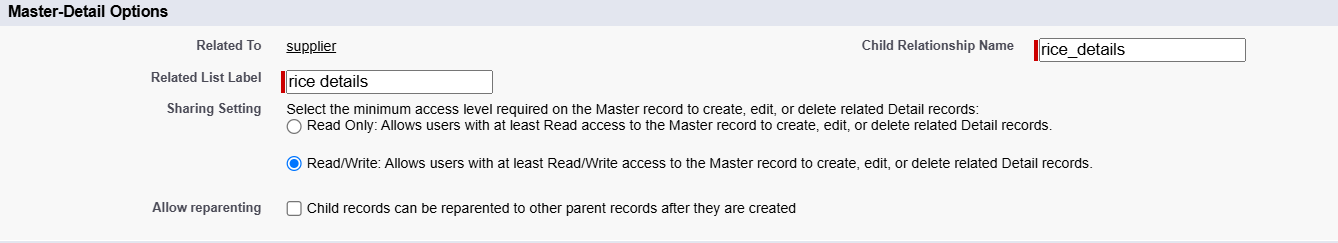 Master-Detail Options
Related To supplier Child Relationship Name rice_details
Related List Label rice details
Sharing Setting Select the minimum access level required on the Master record to create, edit, or delete related Detail records:
Read Only: Allows users with at least Read access to the Master record to create, edit, or delete related Detail records.
Read/Write: Allows users with at least Read/Write access to the Master record to create, edit, or delete related Detail records.
Allow reparenting Child records can be reparented to other parent records after they are created